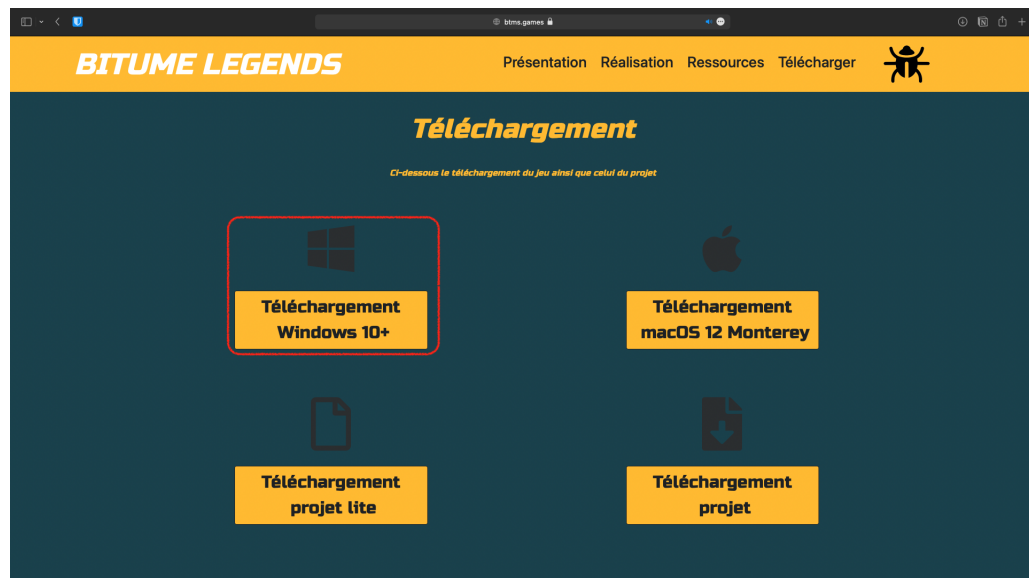 btms.games
BITUME LEGENDS
Présentation Réalisation Ressources Télécharger
Téléchargement
Ci-dessous le téléchargement du jeu ainsi que celui du projet
Téléchargement
Windows 10+
Téléchargement
macOS 12 Monterey
Téléchargement
projet lite
Téléchargement
projet